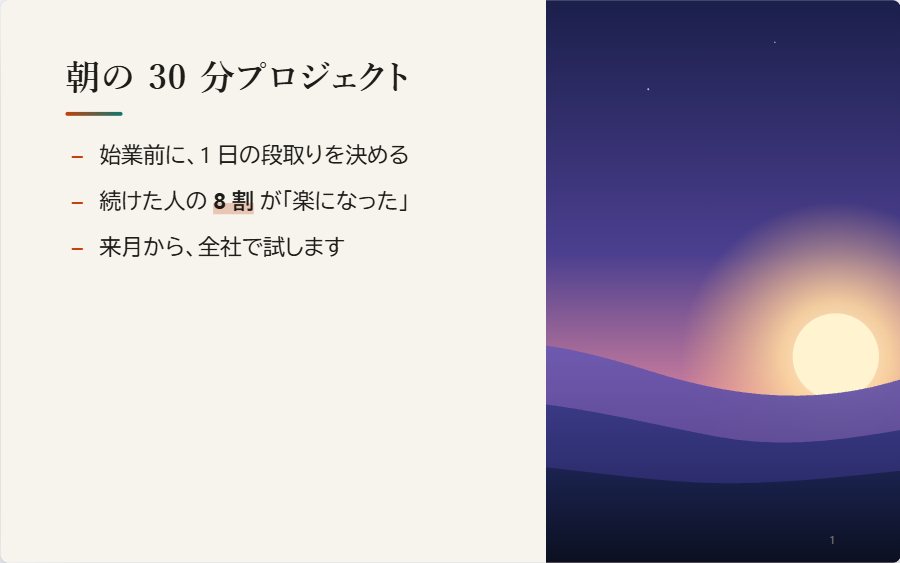 朝の 30 分プロジェクト
– 始業前に、1 日の段取りを決める
– 続けた人の 8 割 が「楽になった」
– 来月から、全社で試します
1